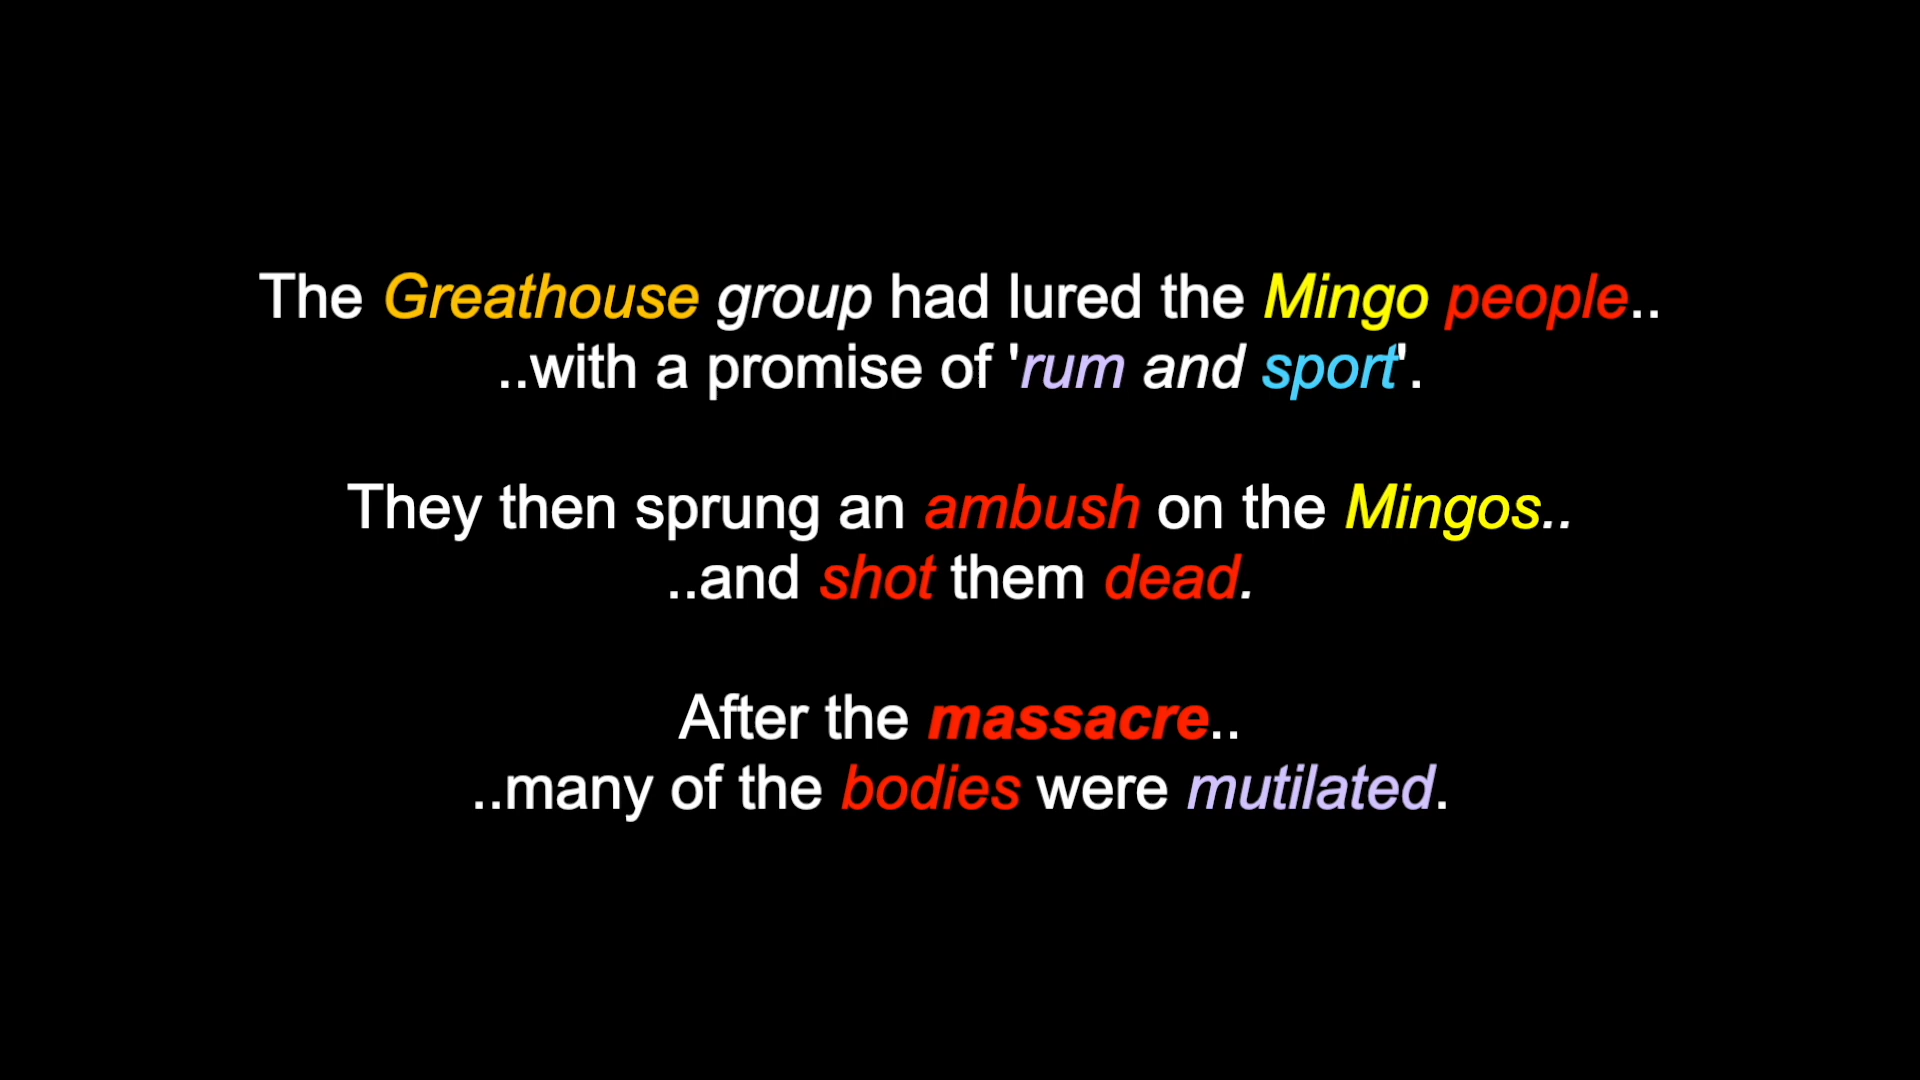 The Greathouse group had lured the Mingo people..
..with a promise of 'rum and sport'.
They then sprung an ambush on the Mingos..
..and shot them dead.
After the massacre..
..many of the bodies were mutilated.